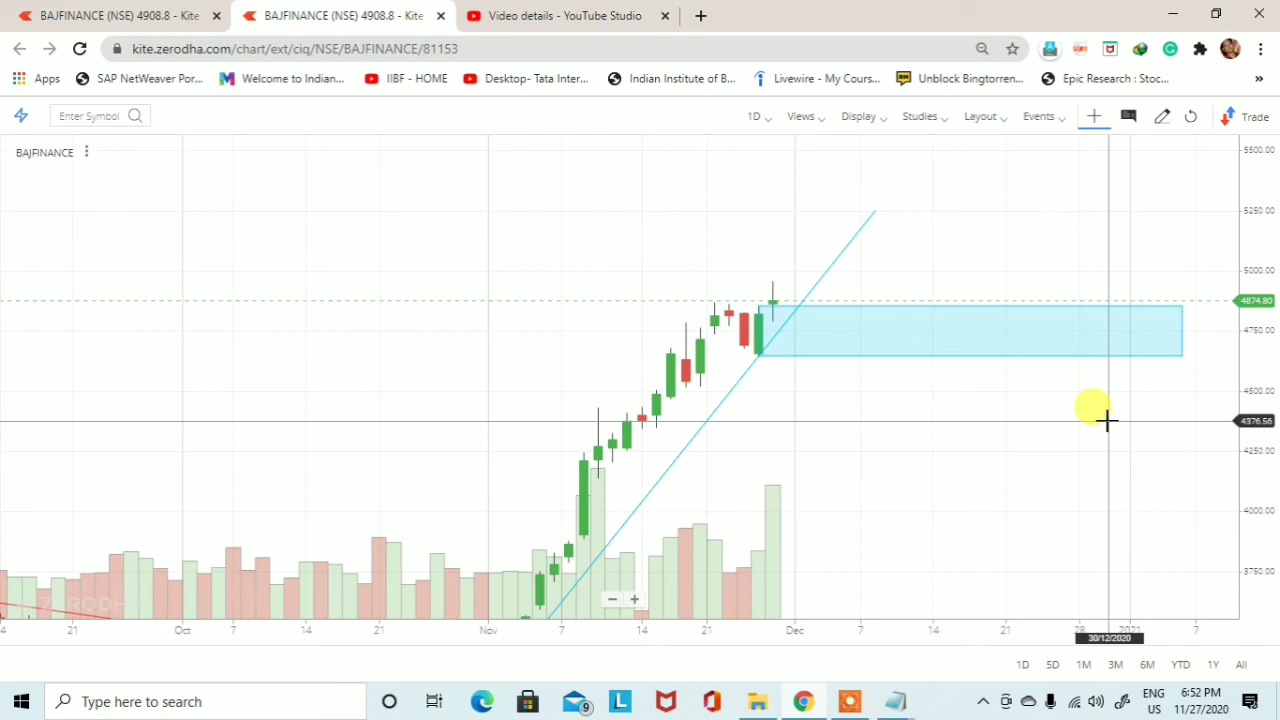 BAJFINANCE (NSE) 4908.8 - Kite
BAJFINANCE (NSE) 4908.8 - Kite
Video details - YouTube Studio
kite.zerodha.com/chart/ext/ciq/NSE/BAJFINANCE/81153
Apps
SAP NetWeaver Por...
Welcome to Indian...
IIBF - HOME
Desktop- Tata Inter...
Indian Institute of B...
Livewire - My Cours...
Unblock Bingtorren...
Epic Research : Stoc...
»
Enter Symbol
1D
Views
Display
Studies
Layout
Events
Trade
BAJFINANCE
5500.00
5250.00
5000.00
4874.80
4750.00
4500.00
4376.56
4250.00
4000.00
3750.00
ZERODHA
4
21
Oct
7
14
21
Nov
7
14
21
Dec
7
14
21
28
2021
7
30/12/2020
1D
5D
1M
3M
6M
YTD
1Y
All
Type here to search
9
L
ENG
US
6:52 PM
11/27/2020